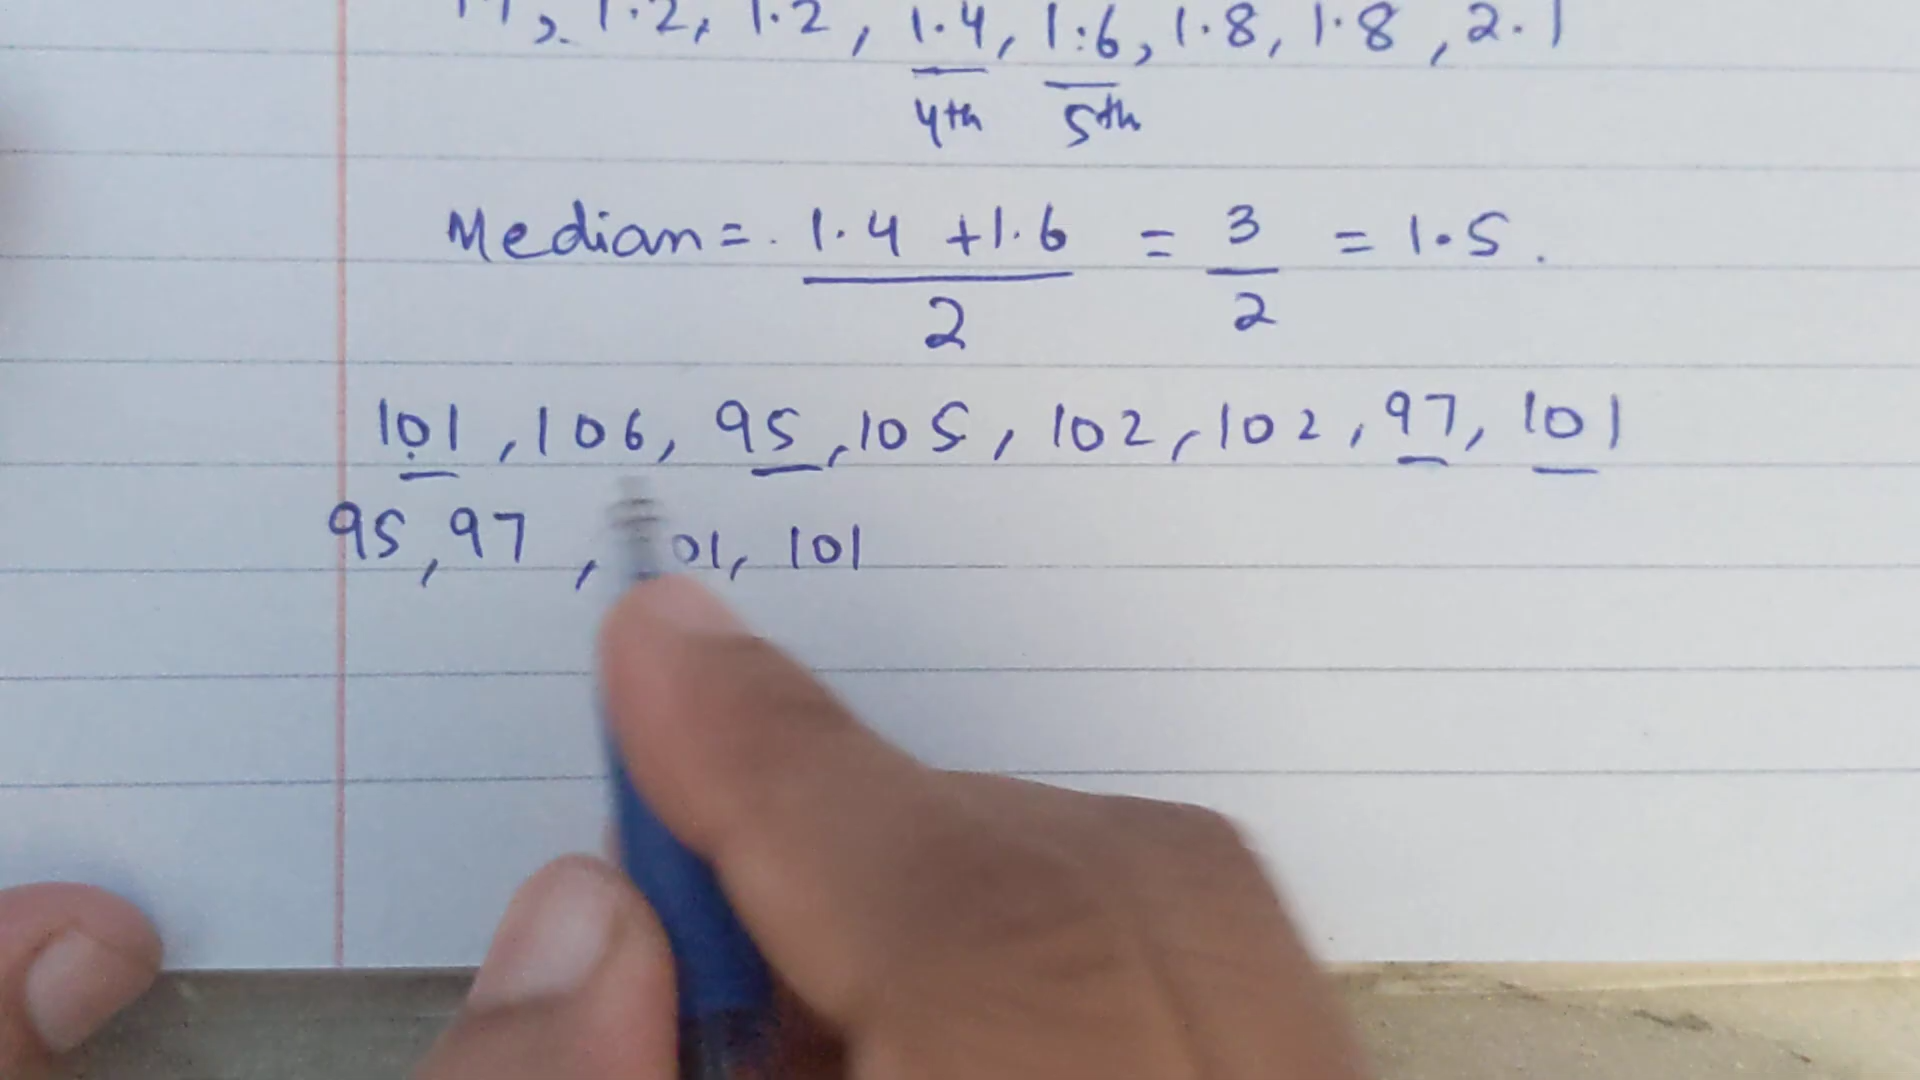 1.2, 1.2, 1.4, 1.6, 1.8, 1.8, 2.1
4th 5th
Median = 1.4 + 1.6 / 2 = 3 / 2 = 1.5.
101, 106, 95, 105, 102, 102, 97, 101
95, 97, 101, 101